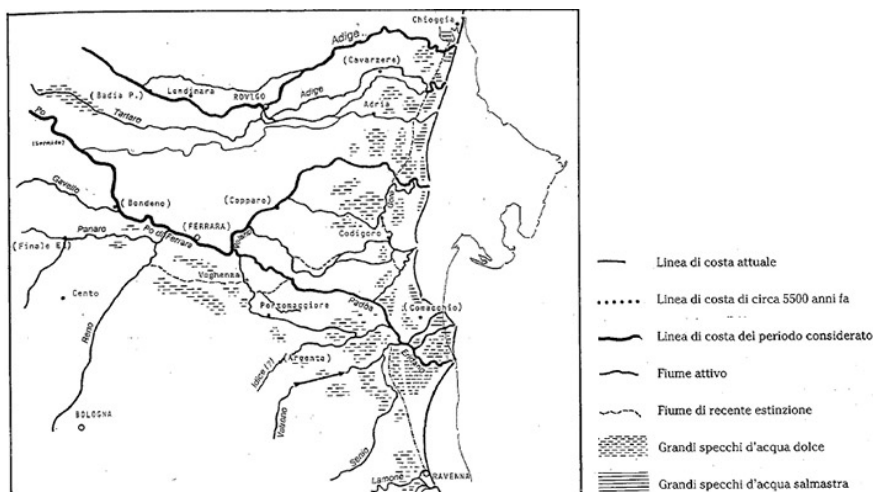 Chioggia
Adige
(Cavarzere)
Lendinara
ROVIGO
Adige
(Badia P.)
Adria
Tartaro
Po
Gavello
(Bondeno)
(Copparo)
(FERRARA)
Po di Ferrara
Codigoro
Panaro
(Finale E.)
Voghenza
Cento
Portomaggiore
Padoa
(Comacchio)
Reno
Idice (?)
(Argenta)
BOLOGNA
Senio
Lamone
RAVENNA
Linea di costa attuale
Linea di costa di circa 5500 anni fa
Linea di costa del periodo considerato
Fiume attivo
Fiume di recente estinzione
Grandi specchi d'acqua dolce
Grandi specchi d'acqua salmastra